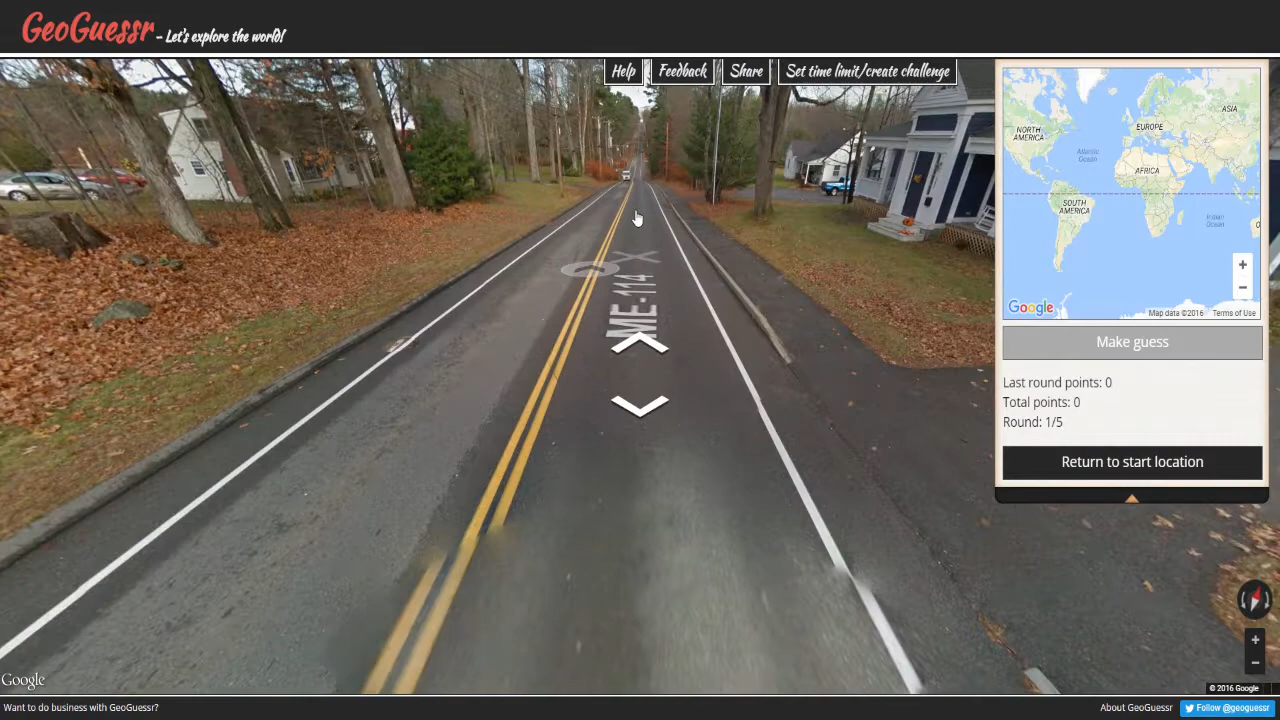 GeoGuessr - Let's explore the world!
Help
Feedback
Share
Set time limit/create challenge
NORTH AMERICA
Atlantic Ocean
EUROPE
ASIA
AFRICA
SOUTH AMERICA
Indian Ocean
O
+
−
Google
Map data ©2016
Terms of Use
Make guess
Last round points: 0
Total points: 0
Round: 1/5
Return to start location
ME-114
+
−
Google
© 2016 Google
Want to do business with GeoGuessr?
About GeoGuessr
Follow @geoguessr